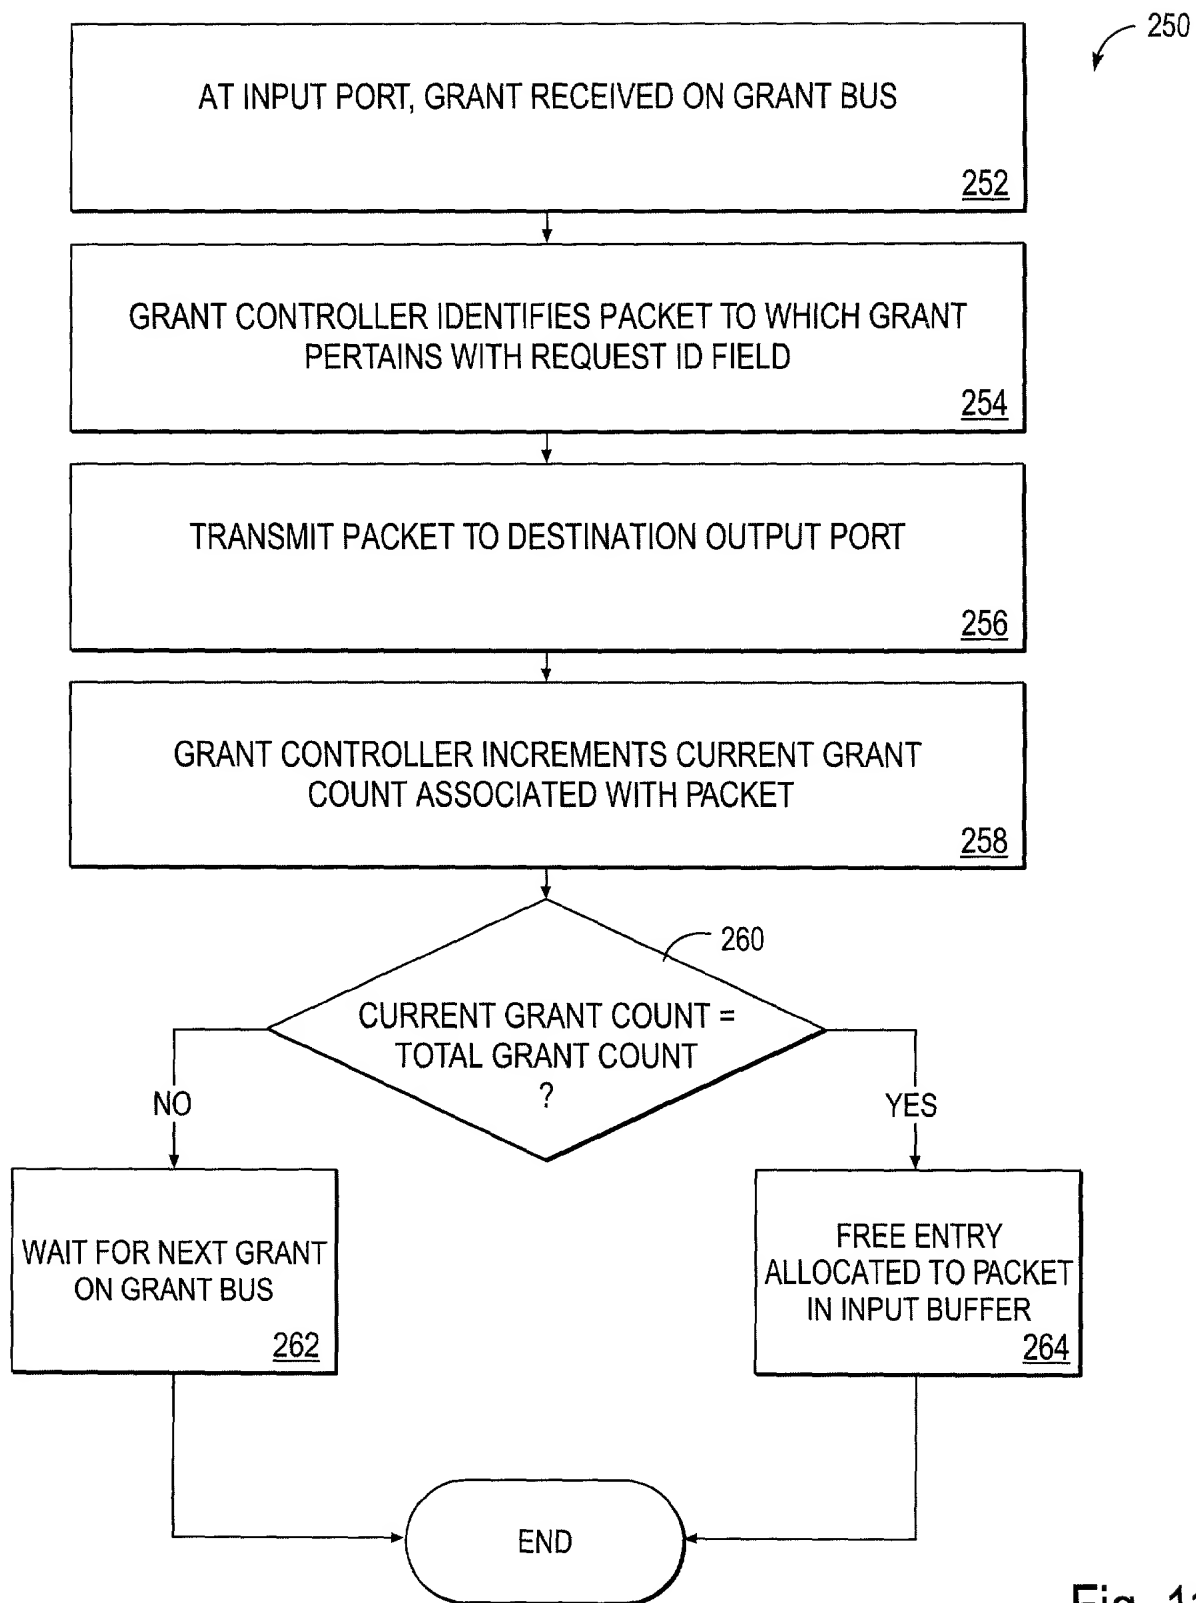 250
AT INPUT PORT, GRANT RECEIVED ON GRANT BUS
252
GRANT CONTROLLER IDENTIFIES PACKET TO WHICH GRANT
PERTAINS WITH REQUEST ID FIELD
254
TRANSMIT PACKET TO DESTINATION OUTPUT PORT
256
GRANT CONTROLLER INCREMENTS CURRENT GRANT
COUNT ASSOCIATED WITH PACKET
258
260
CURRENT GRANT COUNT =
TOTAL GRANT COUNT
?
NO
YES
WAIT FOR NEXT GRANT
ON GRANT BUS
262
FREE ENTRY
ALLOCATED TO PACKET
IN INPUT BUFFER
264
END
Fig.